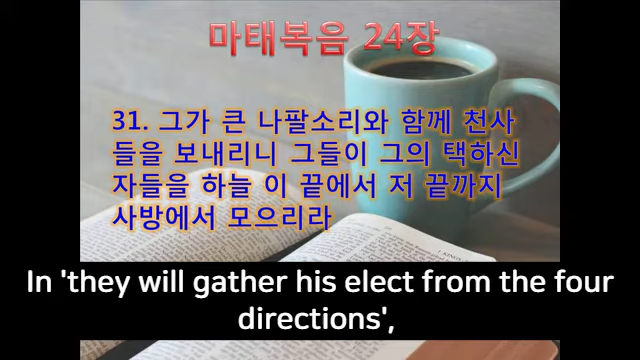 마태복음 24장
31. 그가 큰 나팔소리와 함께 천사
들을 보내리니 그들이 그의 택하신
자들을 하늘 이 끝에서 저 끝까지
사방에서 모으리라
In 'they will gather his elect from the four
directions',